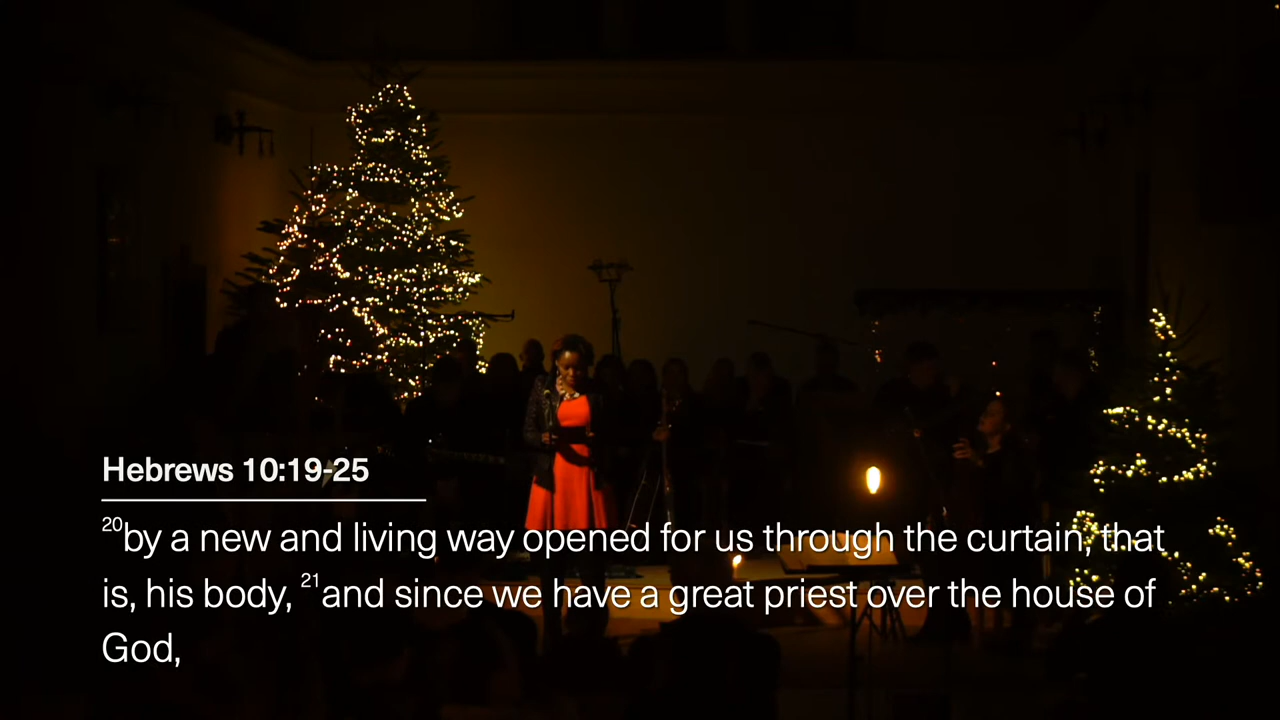 Hebrews 10:19-25
20by a new and living way opened for us through the curtain, that
is, his body, 21and since we have a great priest over the house of
God,